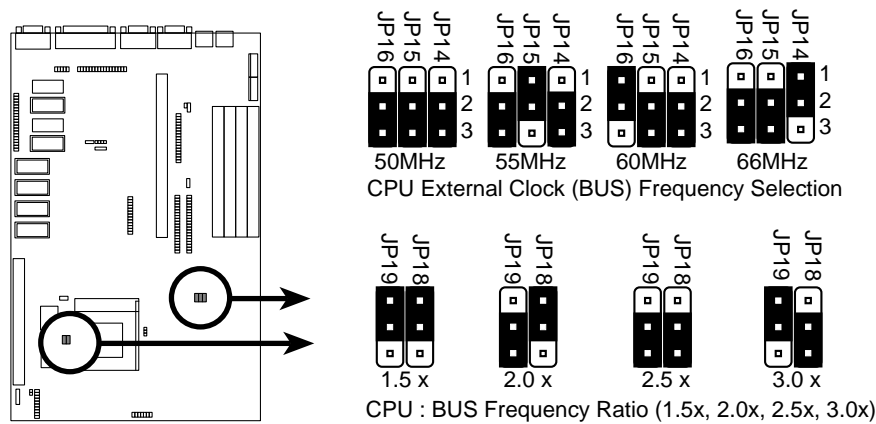 JP16 JP15 JP14 JP16 JP15 JP14 JP16 JP15 JP14 JP16 JP15 JP14
1 1 1 1
2 2 2 2
3 3 3 3
50MHz 55MHz 60MHz 66MHz
CPU External Clock (BUS) Frequency Selection
JP19 JP18 JP19 JP18 JP19 JP18 JP19 JP18
1.5 x 2.0 x 2.5 x 3.0 x
CPU : BUS Frequency Ratio (1.5x, 2.0x, 2.5x, 3.0x)